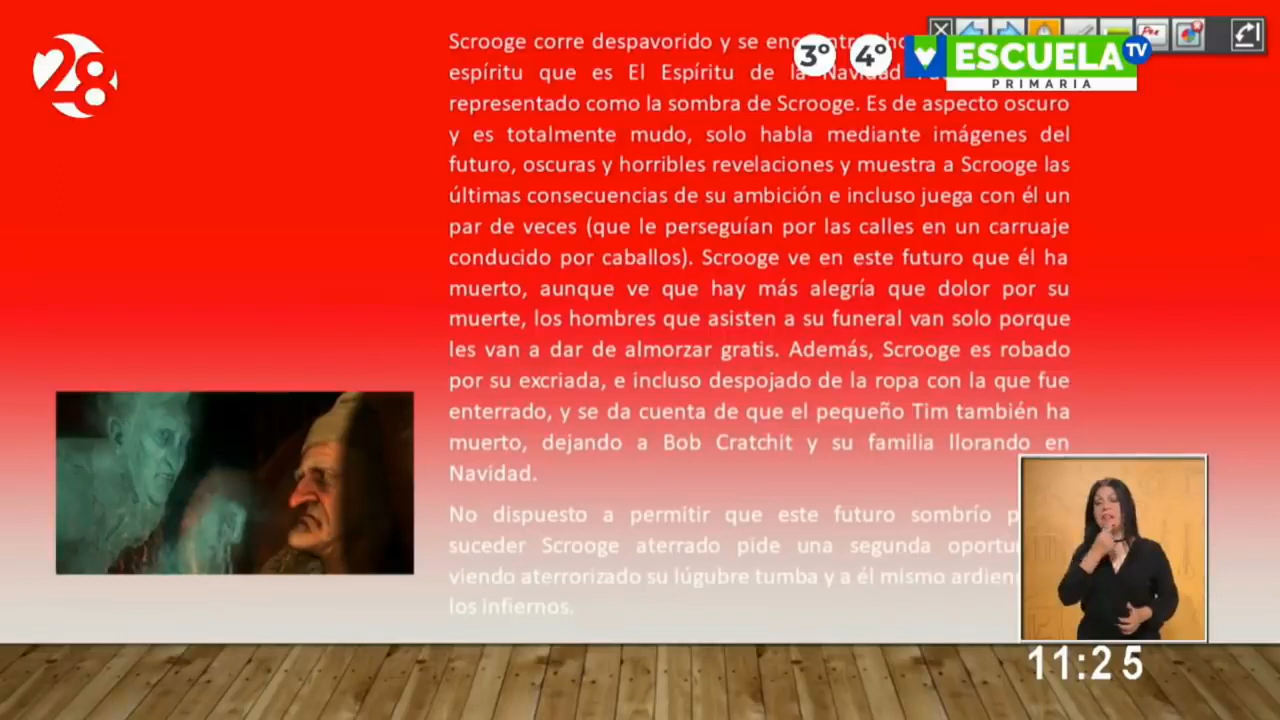 28
3º 4º ESCUELA TV
PRIMARIA
Scrooge corre despavorido y se
espíritu que es El Espíritu de la Navidad
representado como la sombra de Scrooge. Es de aspecto oscuro
y es totalmente mudo, solo habla mediante imágenes del
futuro, oscuras y horribles revelaciones y muestra a Scrooge las
últimas consecuencias de su ambición e incluso juega con él un
par de veces (que le perseguían por las calles en un carruaje
conducido por caballos). Scrooge ve en este futuro que él ha
muerto, aunque ve que hay más alegría que dolor por su
muerte, los hombres que asisten a su funeral van solo porque
les van a dar de almorzar gratis. Además, Scrooge es robado
por su excriada, e incluso despojado de la ropa con la que fue
enterrado, y se da cuenta de que el pequeño Tim también ha
muerto, dejando a Bob Cratchit y su familia llorando en
Navidad.
No dispuesto a permitir que este futuro sombrío
suceder Scrooge aterrado pide una segunda
viendo aterrorizado su lúgubre tumba y a él mismo
los infiernos.
11:25